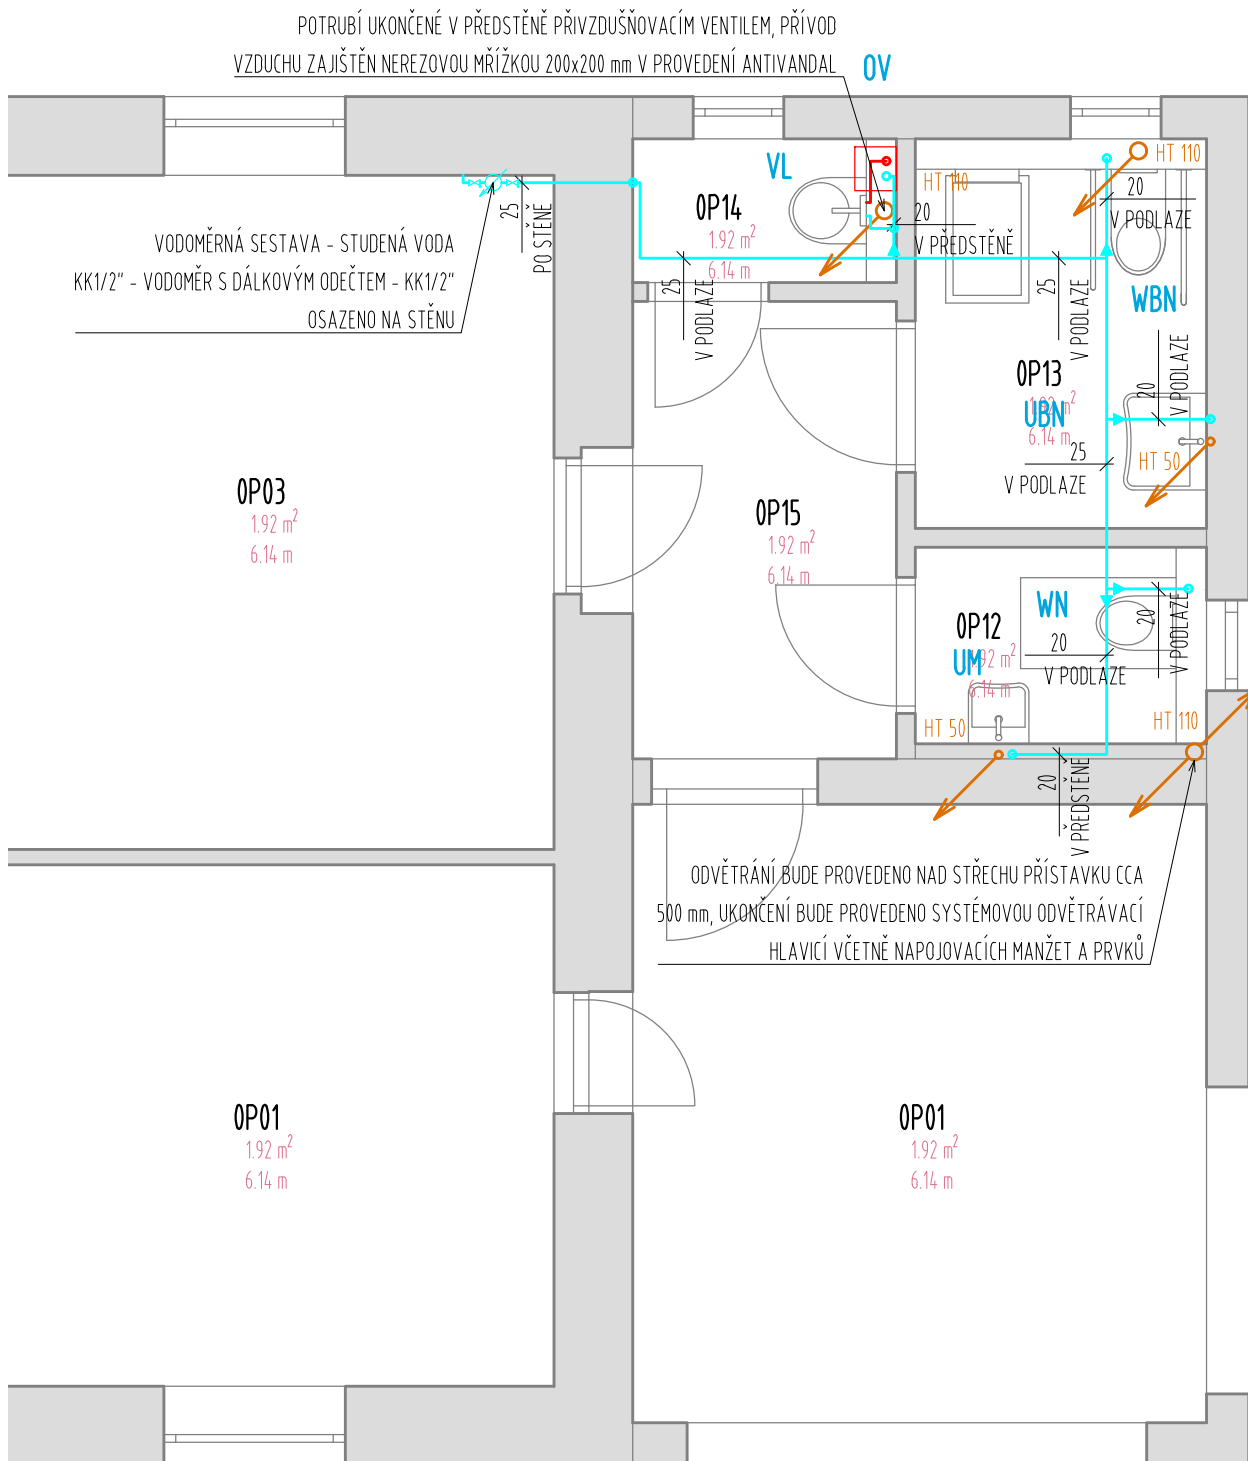 POTRUBÍ UKONČENÉ V PŘEDSTĚNĚ PŘIVZDUŠŇOVACÍM VENTILEM, PŘÍVOD
VZDUCHU ZAJIŠTĚN NEREZOVOU MŘÍŽKOU 200x200 mm V PROVEDENÍ ANTIVANDAL
OV
VL
HT 110
HT 110
20
V PODLAZE
0P14
1.92 m²
6.14 m
20
V PŘEDSTĚNĚ
25
PO STĚNĚ
VODOMĚRNÁ SESTAVA - STUDENÁ VODA
KK1/2" - VODOMĚR S DÁLKOVÝM ODEČTEM - KK1/2"
OSAZENO NA STĚNU
25
V PODLAZE
25
V PODLAZE
WBN
20
V PODLAZE
0P13
1.92 m²
UBN
6.14 m
25
V PODLAZE
HT 50
0P03
1.92 m²
6.14 m
0P15
1.92 m²
6.14 m
WN
0P12
1.92 m²
UM
6.14 m
20
V PODLAZE
20
V PODLAZE
HT 50
HT 110
20
V PŘEDSTĚNĚ
ODVĚTRÁNÍ BUDE PROVEDENO NAD STŘECHU PŘÍSTAVKU CCA
500 mm, UKONČENÍ BUDE PROVEDENO SYSTÉMOVOU ODVĚTRÁVACÍ
HLAVICÍ VČETNĚ NAPOJOVACÍCH MANŽET A PRVKŮ
0P01
1.92 m²
6.14 m
0P01
1.92 m²
6.14 m